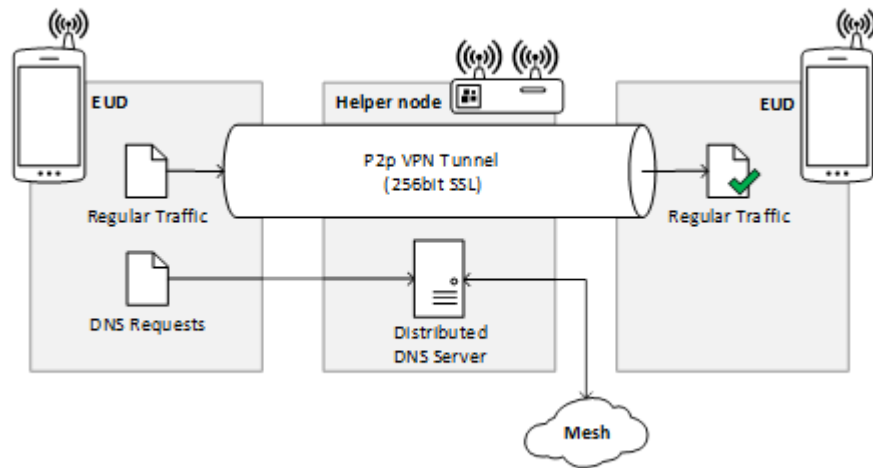 EUD
Helper node
EUD
P2p VPN Tunnel
(256bit SSL)
Regular Traffic
Regular Traffic
DNS Requests
Distributed
DNS Server
Mesh